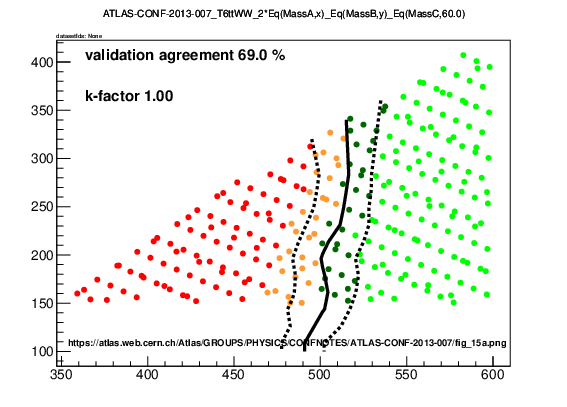 ATLAS-CONF-2013-007_T6ttWW_2*Eq(MassA,x)_Eq(MassB,y)_Eq(MassC,60.0)
datasetIds: None
validation agreement 69.0 %
k-factor 1.00
400
350
300
250
200
150
100
https://atlas.web.cern.ch/Atlas/GROUPS/PHYSICS/CONFNOTES/ATLAS-CONF-2013-007/fig_15a.png
350 400 450 500 550 600